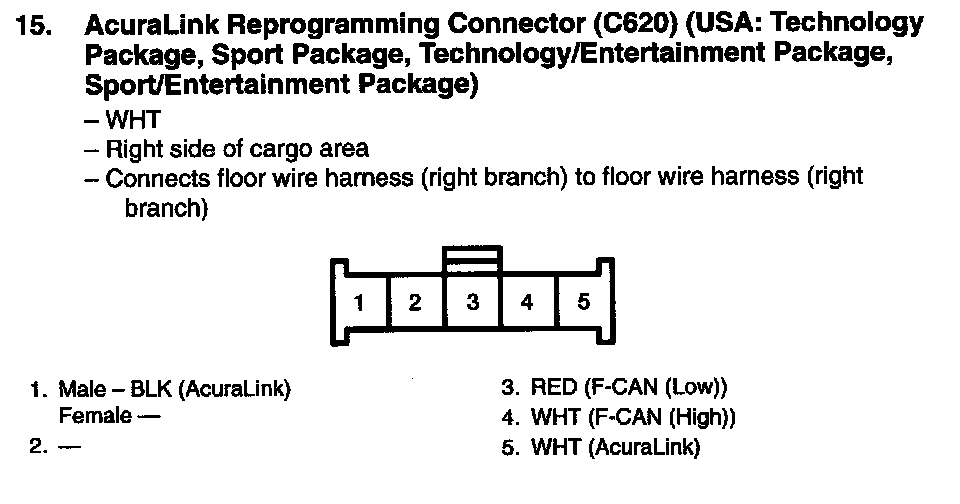 15. AcuraLink Reprogramming Connector (C620) (USA: Technology
Package, Sport Package, Technology/Entertainment Package,
Sport/Entertainment Package)
– WHT
– Right side of cargo area
– Connects floor wire harness (right branch) to floor wire harness (right
branch)
1 2 3 4 5
1. Male – BLK (AcuraLink)
Female —
2. —
3. RED (F-CAN (Low))
4. WHT (F-CAN (High))
5. WHT (AcuraLink)